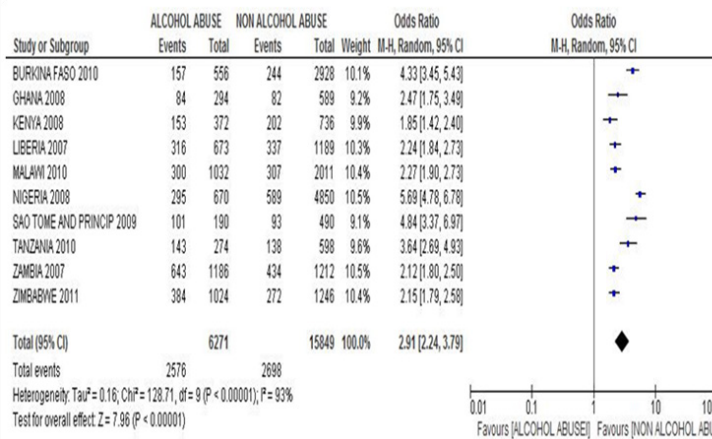 ALCOHOL ABUSE NON ALCOHOL ABUSE Odds Ratio Odds Ratio
Study or Subgroup Events Total Events Total Weight M-H, Random, 95% CI M-H, Random, 95% CI
BURKINA FASO 2010 157 556 244 2928 10.1% 4.33 [3.45, 5.43]
GHANA 2008 84 294 82 589 9.2% 2.47 [1.75, 3.49]
KENYA 2008 153 372 202 736 9.9% 1.85 [1.42, 2.40]
LIBERIA 2007 316 673 337 1189 10.3% 2.24 [1.84, 2.73]
MALAWI 2010 300 1032 307 2011 10.4% 2.27 [1.90, 2.73]
NIGERIA 2008 295 670 589 4850 10.4% 5.69 [4.78, 6.78]
SAO TOME AND PRINCIP 2009 101 190 93 490 9.1% 4.84 [3.37, 6.97]
TANZANIA 2010 143 274 138 598 9.6% 3.64 [2.69, 4.93]
ZAMBIA 2007 643 1186 434 1212 10.5% 2.12 [1.80, 2.50]
ZIMBABWE 2011 384 1024 272 1246 10.4% 2.15 [1.79, 2.58]
Total (95% CI) 6271 15849 100.0% 2.91 [2.24, 3.79]
Total events 2576 2698
Heterogeneity: Tau² = 0.16; Chi² = 128.71, df = 9 (P < 0.00001); I² = 93%
Test for overall effect: Z = 7.96 (P < 0.00001)
0.01 0.1 1 10 100
Favours [ALCOHOL ABUSE] Favours [NON ALCOHOL ABU